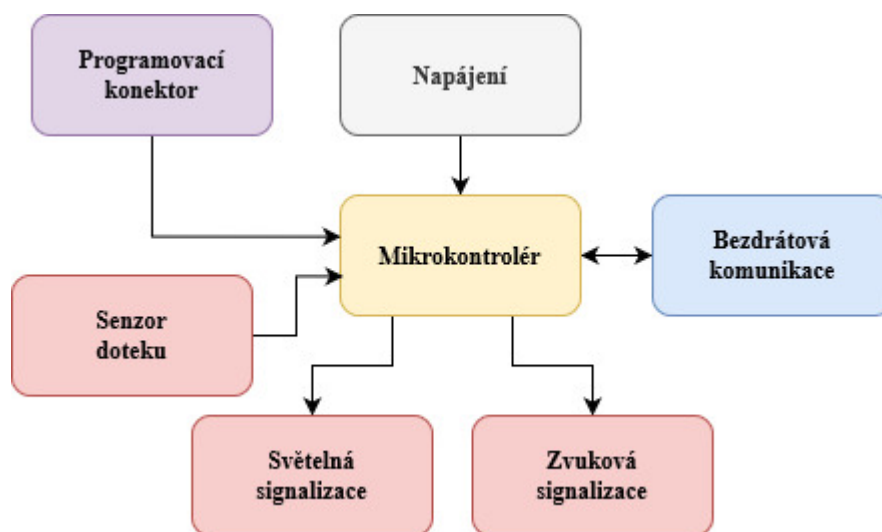 Programovací
konektor
Napájení
Mikrokontrolér
Bezdrátová
komunikace
Senzor
doteku
Světelná
signalizace
Zvuková
signalizace